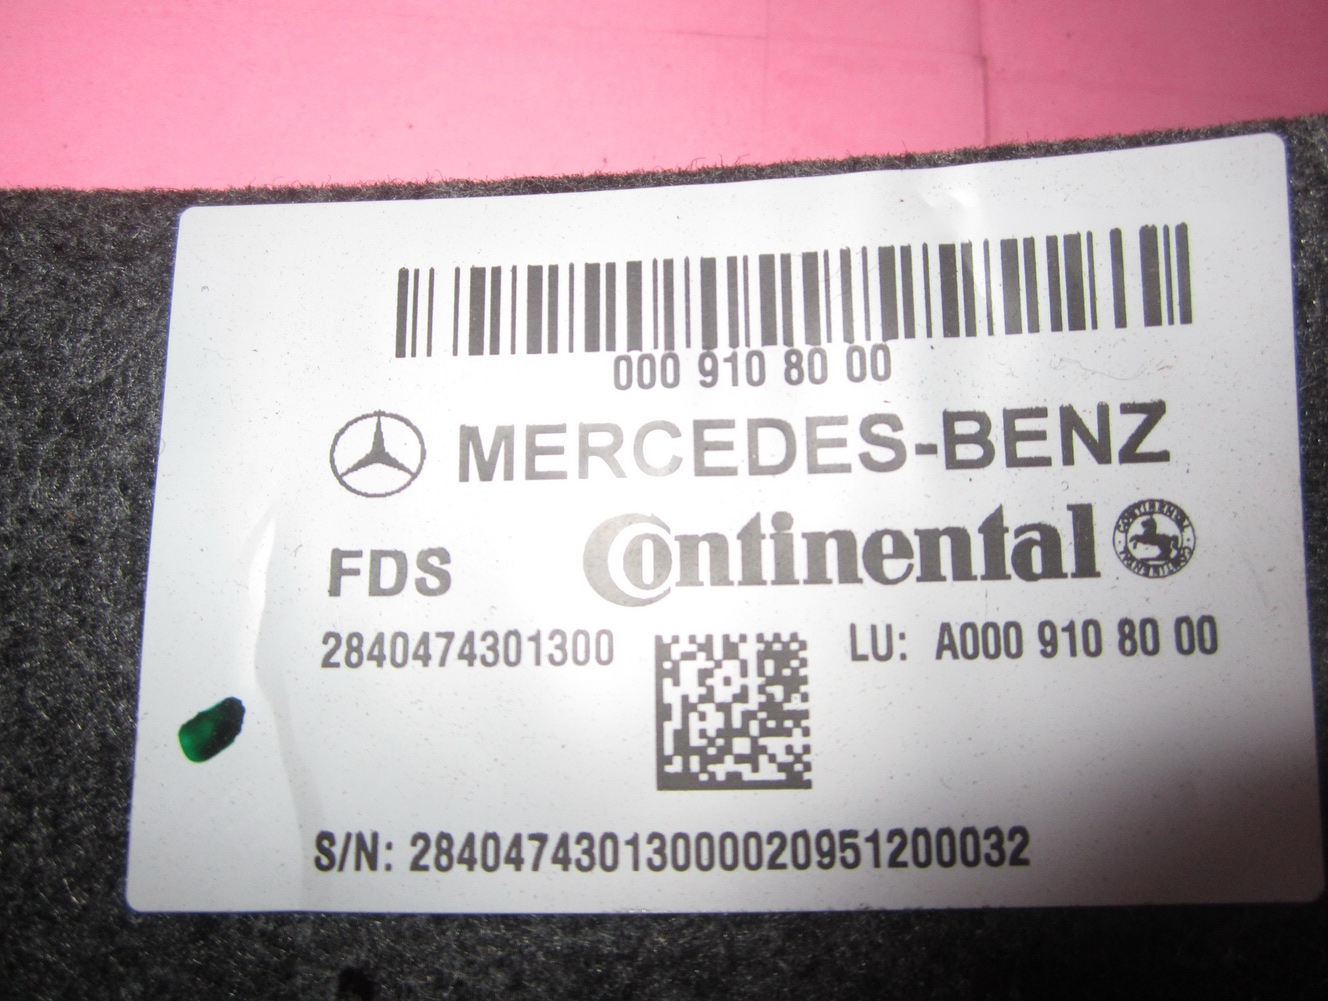 000 910 80 00
MERCEDES-BENZ
FDS Continental
2840474301300 LU: A000 910 80 00
S/N: 28404743013000020951200032